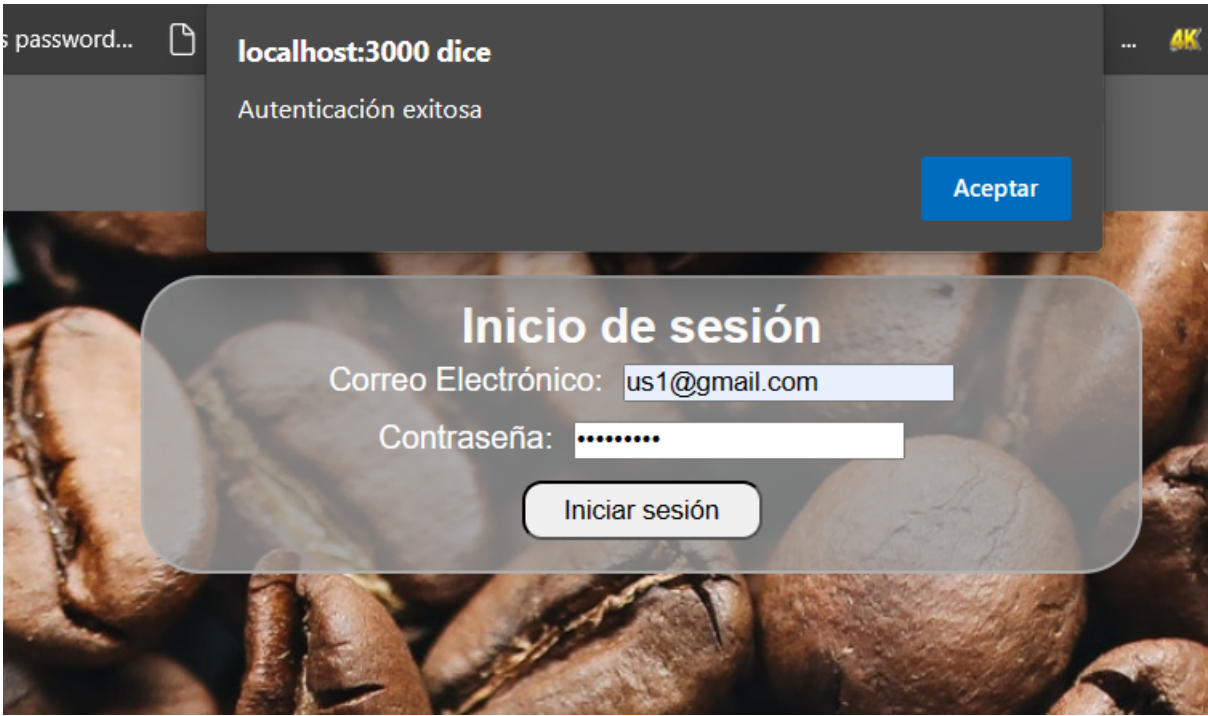 s password...
...
4K
localhost:3000 dice
Autenticación exitosa
Aceptar
Inicio de sesión
Correo Electrónico: us1@gmail.com
Contraseña: •••••••••
Iniciar sesión